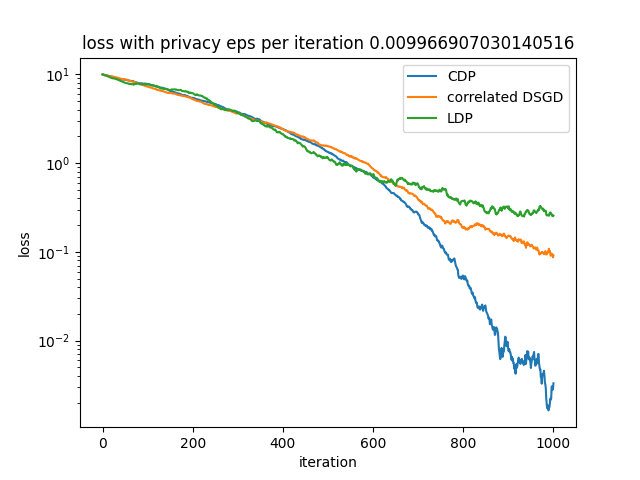 loss with privacy eps per iteration 0.009966907030140516
CDP
correlated DSGD
LDP
10¹
10⁰
10⁻¹
10⁻²
loss
0 200 400 600 800 1000
iteration